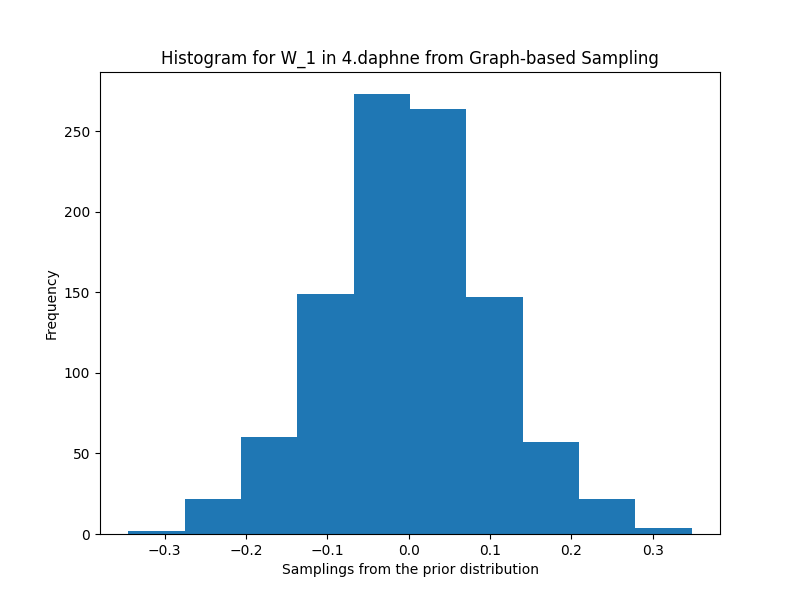 Histogram for W_1 in 4.daphne from Graph-based Sampling
250
200
150
100
50
0
Frequency
−0.3 −0.2 −0.1 0.0 0.1 0.2 0.3
Samplings from the prior distribution